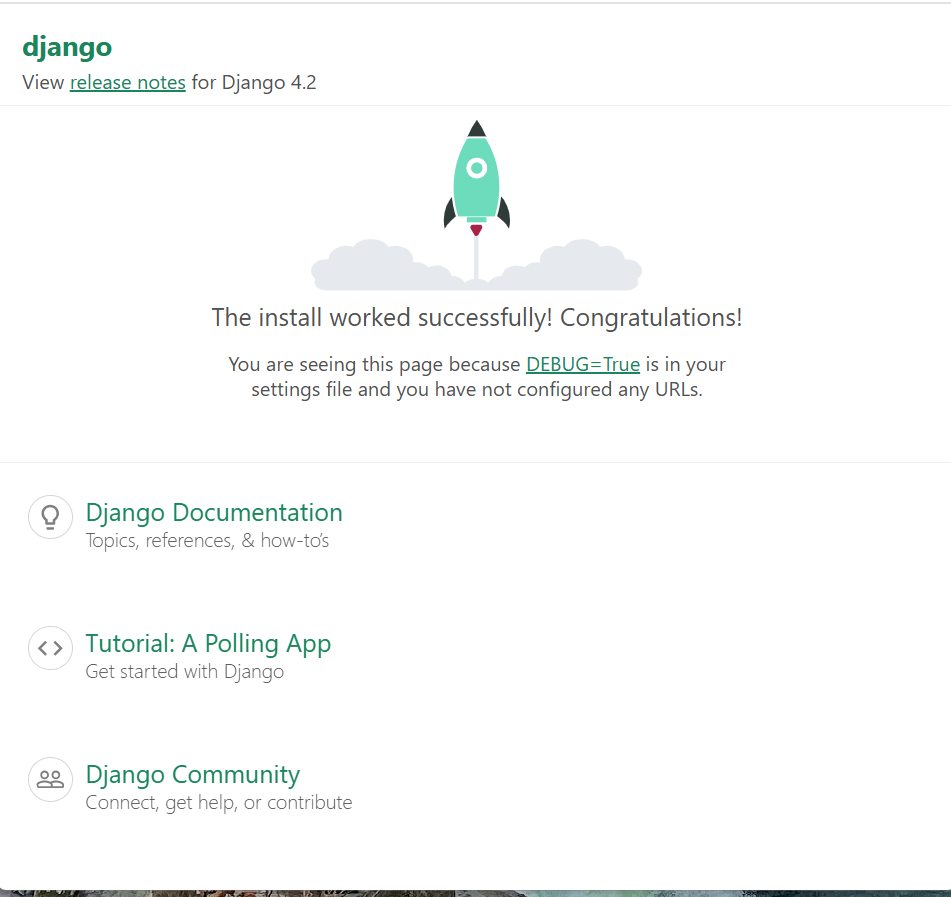 django
View release notes for Django 4.2
The install worked successfully! Congratulations!
You are seeing this page because DEBUG=True is in your
settings file and you have not configured any URLs.
Django Documentation
Topics, references, & how-to’s
Tutorial: A Polling App
Get started with Django
Django Community
Connect, get help, or contribute